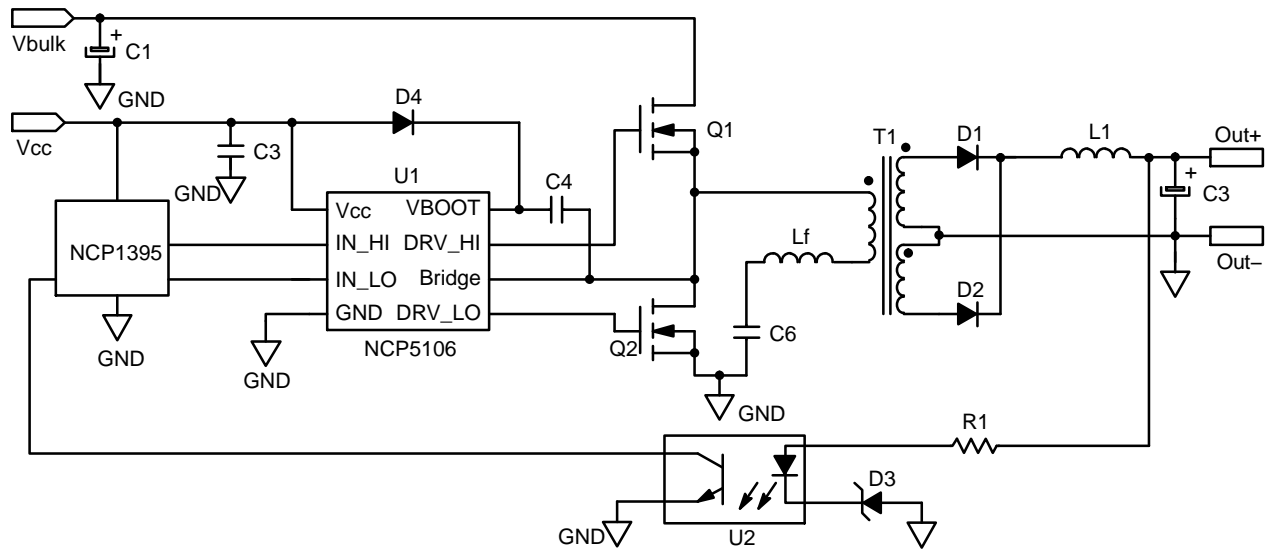 Vbulk
+
C1
GND
Vcc
D4
C3
GND
U1
C4
Vcc
VBOOT
NCP1395
IN_HI
DRV_HI
IN_LO
Bridge
GND
DRV_LO
NCP5106
GND
GND
Q1
Q2
T1
D1
L1
Out+
+
C3
Out–
Lf
D2
C6
GND
R1
D3
GND
U2